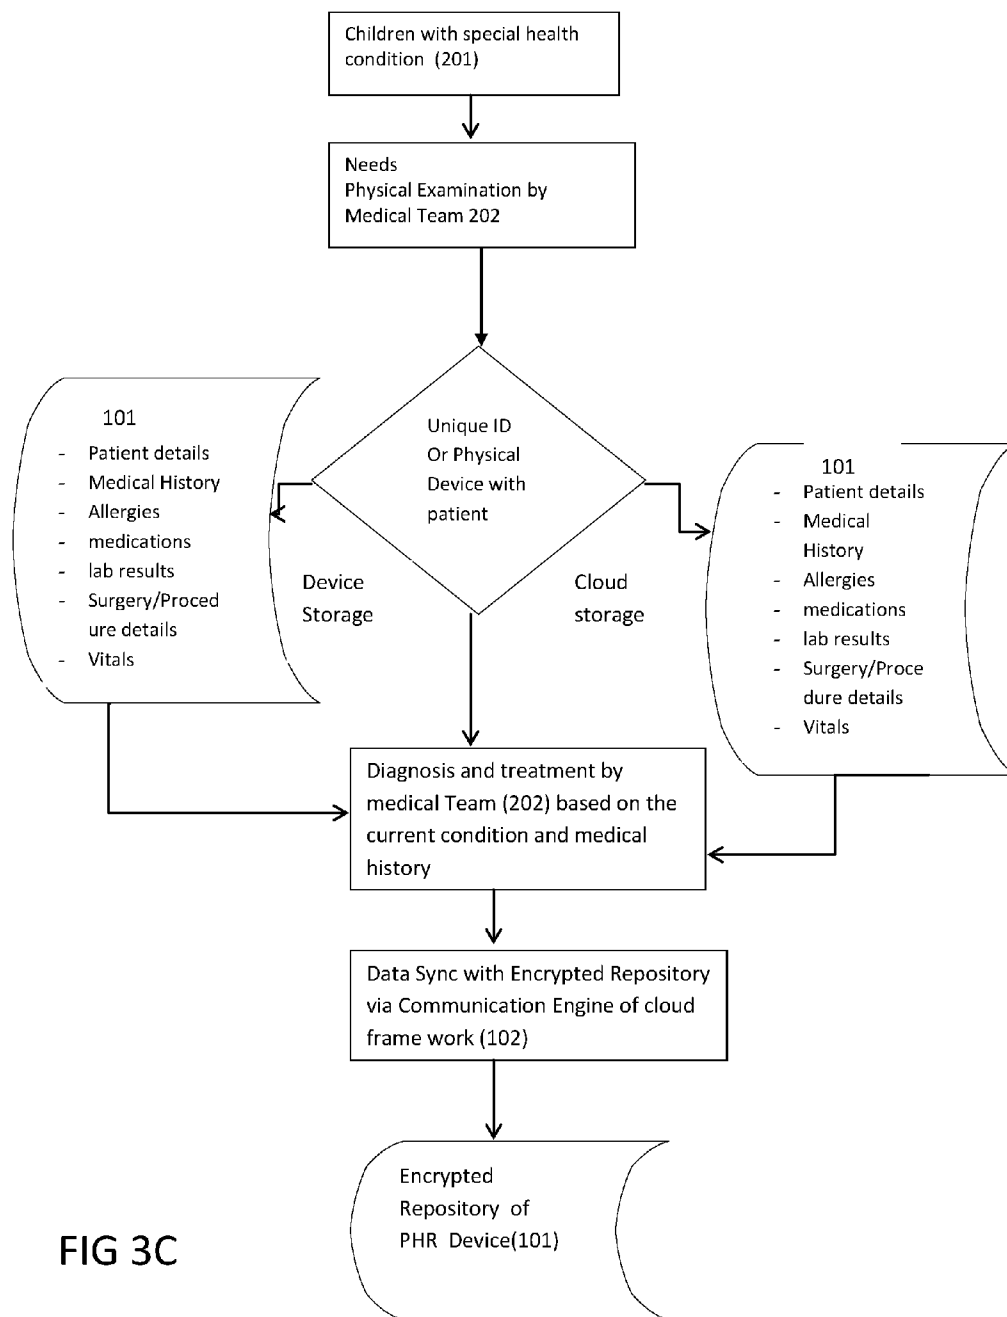 Children with special health
condition (201)
Needs
Physical Examination by
Medical Team 202
Unique ID
Or Physical
Device with
patient
101
- Patient details
- Medical History
- Allergies
- medications
- lab results
- Surgery/Proced
ure details
- Vitals
Device
Storage
Cloud
storage
101
- Patient details
- Medical
History
- Allergies
- medications
- lab results
- Surgery/Proce
dure details
- Vitals
Diagnosis and treatment by
medical Team (202) based on the
current condition and medical
history
Data Sync with Encrypted Repository
via Communication Engine of cloud
frame work (102)
Encrypted
Repository of
PHR Device(101)
FIG 3C